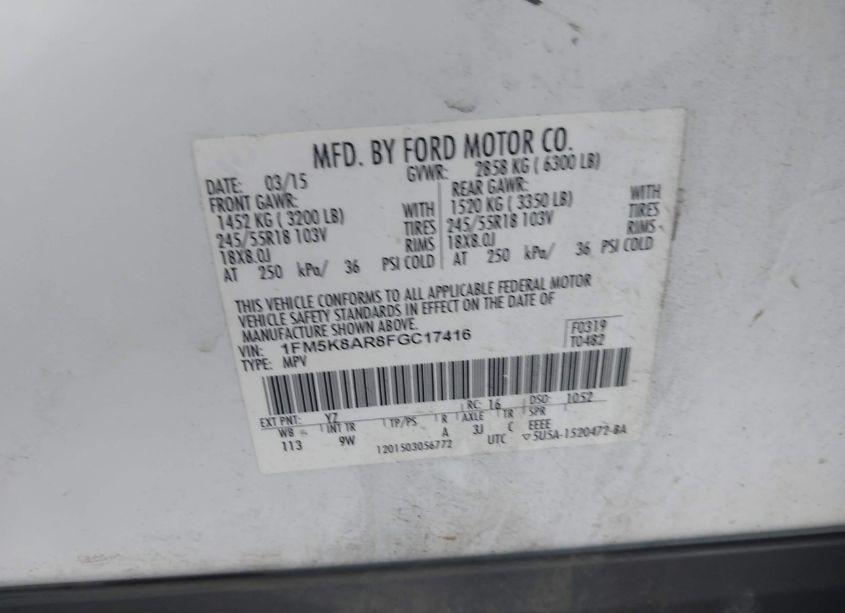 MFD. BY FORD MOTOR CO.
DATE: 03/15 GVWR: 2858 KG ( 6300 LB)
FRONT GAWR: REAR GAWR:
1452 KG ( 3200 LB) WITH 1520 KG ( 3350 LB) WITH
245/55R18 103V TIRES 245/55R18 103V TIRES
18X8.0J RIMS 18X8.0J RIMS
AT 250 kPa/ 36 PSI COLD AT 250 kPa/ 36 PSI COLD
THIS VEHICLE CONFORMS TO ALL APPLICABLE FEDERAL MOTOR
VEHICLE SAFETY STANDARDS IN EFFECT ON THE DATE OF
MANUFACTURE SHOWN ABOVE.
VIN: 1FM5K8AR8FGC17416 F0319
TYPE: MPV T0482
EXT PNT: YZ RC: 16 DSO: 1052
WB INT TR TP/PS R AXLE TR SPR
113 9W A 3J C EEEE
1201503056772 UTC 5U5A-1520472-BA